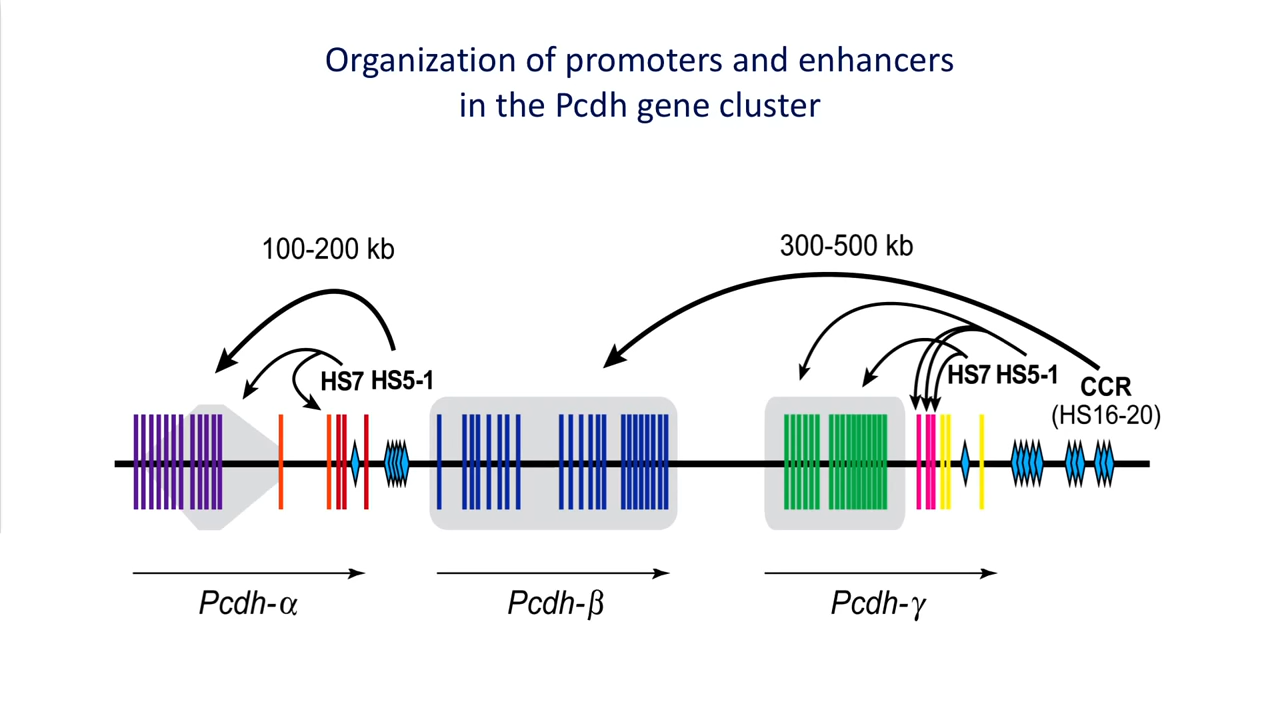 Organization of promoters and enhancers
in the Pcdh gene cluster
100-200 kb
300-500 kb
HS7 HS5-1
HS7 HS5-1
CCR
(HS16-20)
Pcdh-α
Pcdh-β
Pcdh-γ